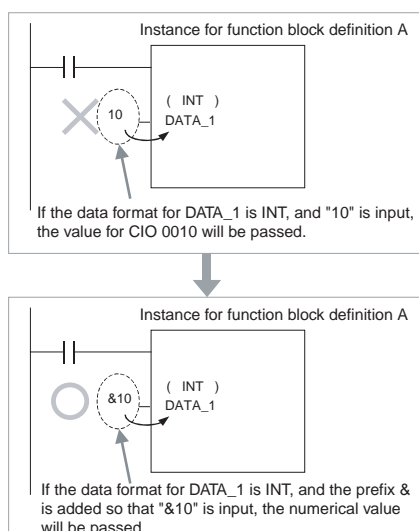 Instance for function block definition A
10
( INT )
DATA_1
If the data format for DATA_1 is INT, and "10" is input,
the value for CIO 0010 will be passed.
Instance for function block definition A
&10
( INT )
DATA_1
If the data format for DATA_1 is INT, and the prefix &
is added so that "&10" is input, the numerical value
will be passed.